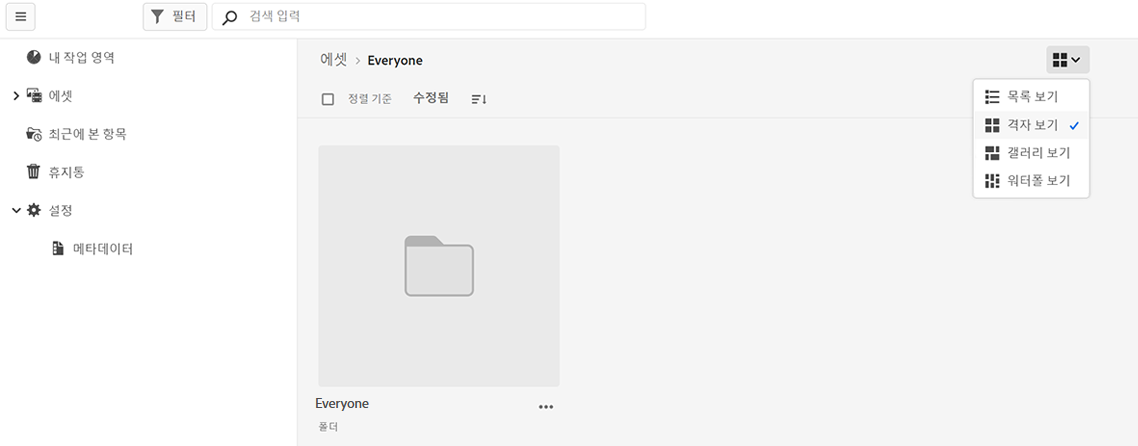 필터
검색 입력
내 작업 영역
에셋
최근에 본 항목
휴지통
설정
메타데이터
에셋 › Everyone
정렬 기준 수정됨
목록 보기
격자 보기
갤러리 보기
워터폴 보기
Everyone
폴더